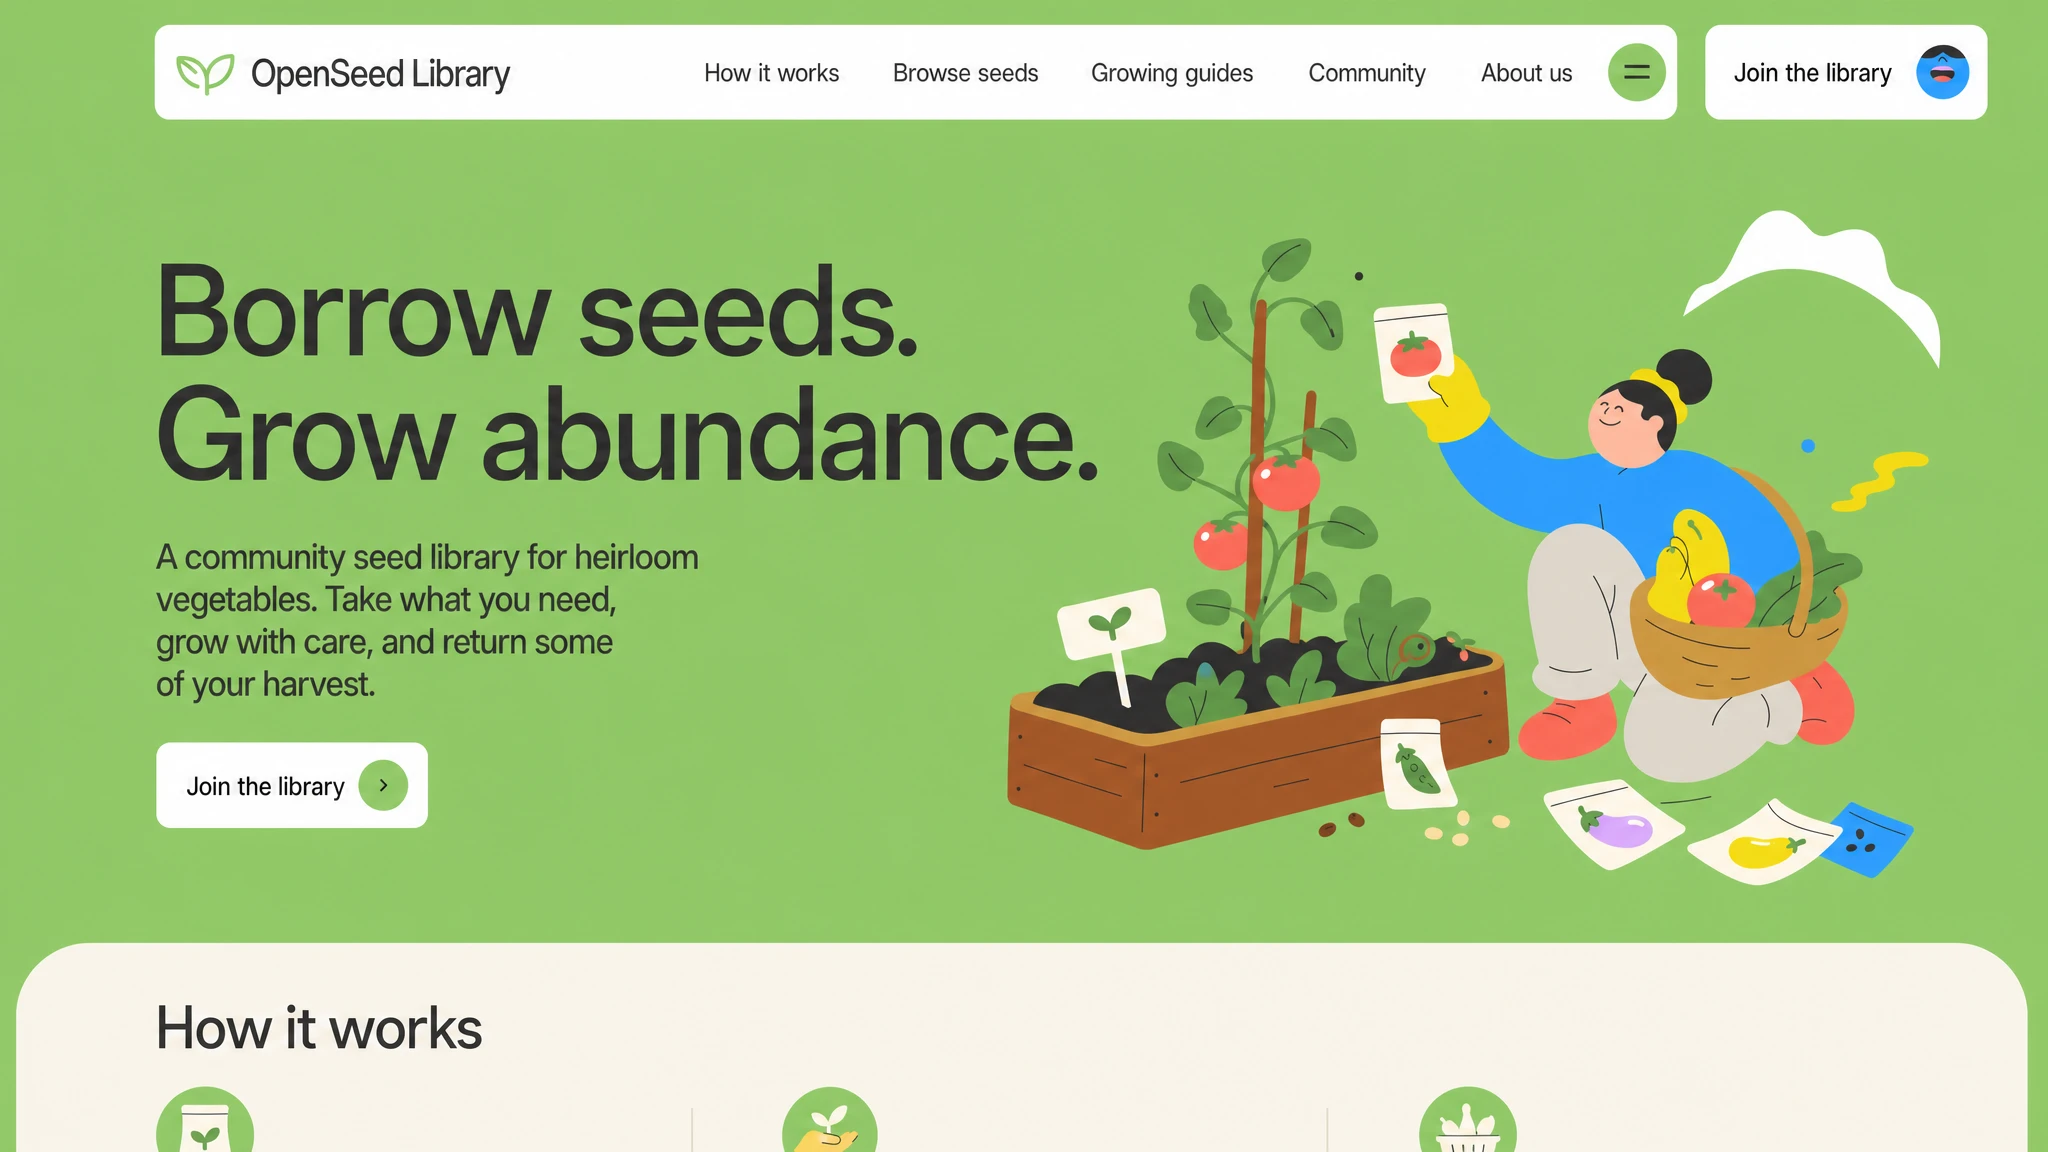 OpenSeed Library
How it works
Browse seeds
Growing guides
Community
About us
Join the library
Borrow seeds.
Grow abundance.
A community seed library for heirloom
vegetables. Take what you need,
grow with care, and return some
of your harvest.
Join the library
How it works